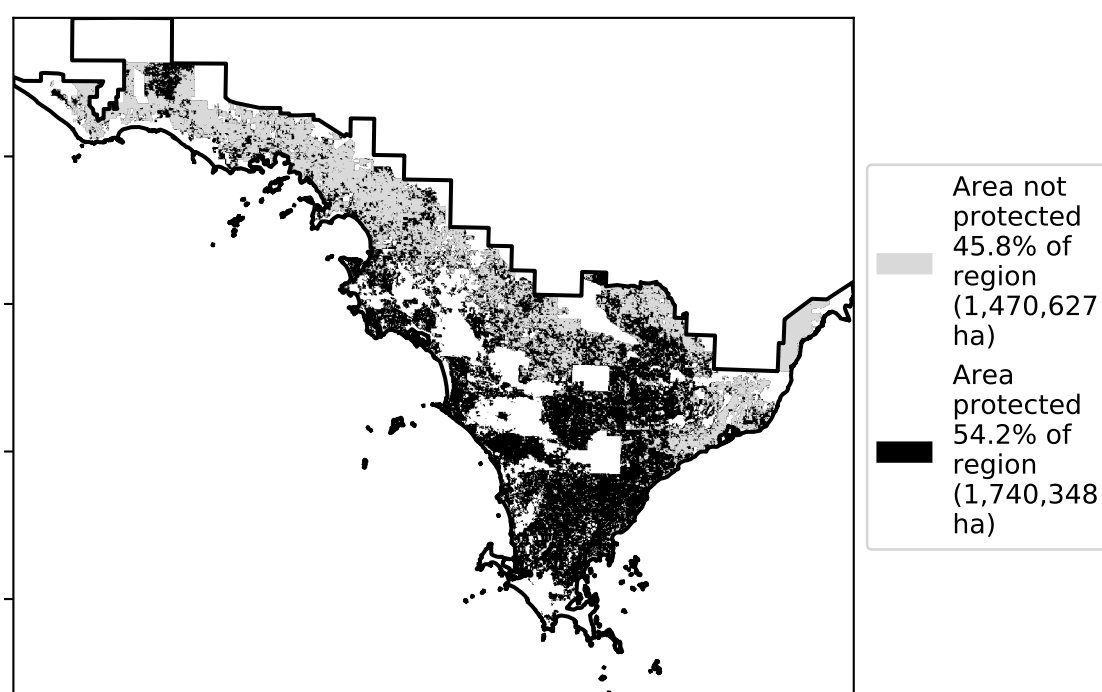 Area not
protected
45.8% of
region
(1,470,627
ha)
Area
protected
54.2% of
region
(1,740,348
ha)